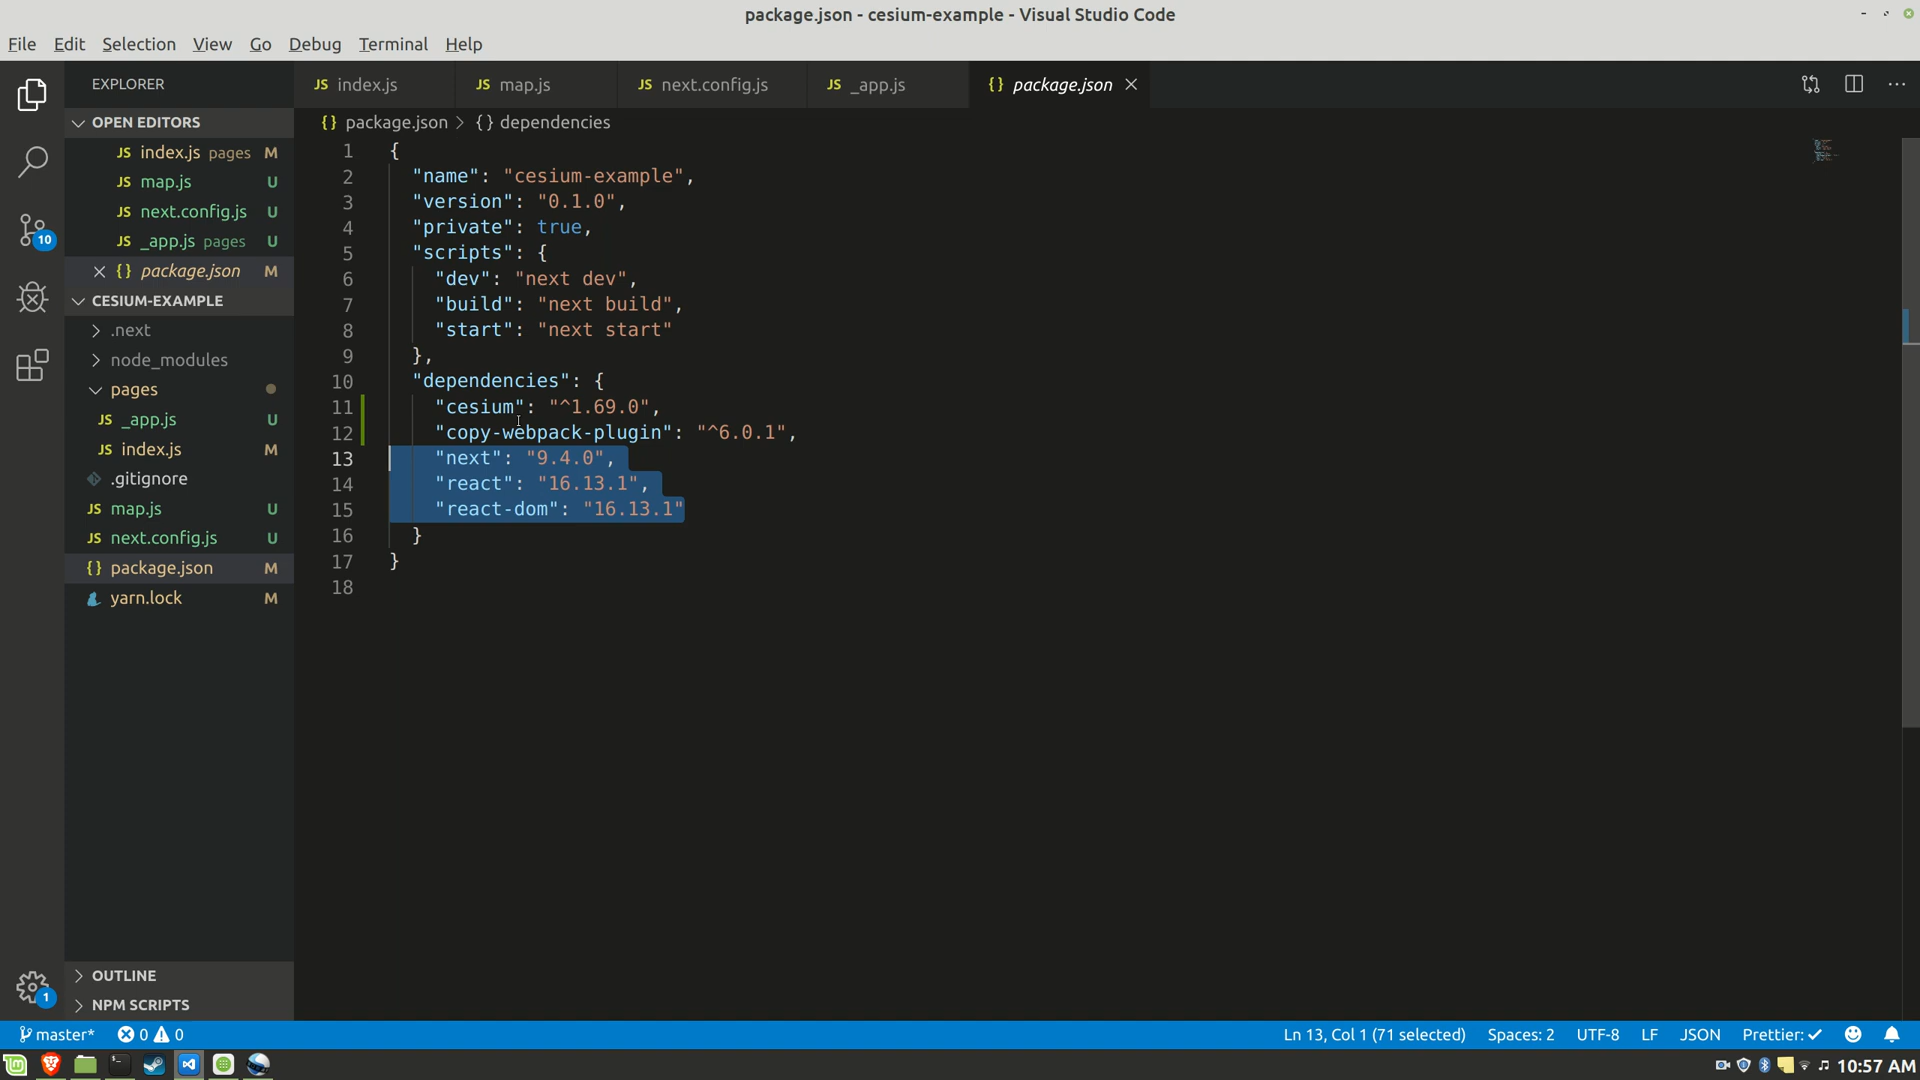 package.json - cesium-example - Visual Studio Code
File Edit Selection View Go Debug Terminal Help
EXPLORER
JS index.js
JS map.js
JS next.config.js
JS _app.js
{} package.json
OPEN EDITORS
JS index.js pages M
JS map.js U
JS next.config.js U
JS _app.js pages U
{} package.json M
CESIUM-EXAMPLE
.next
node_modules
pages
JS _app.js U
JS index.js M
.gitignore
JS map.js U
JS next.config.js U
{} package.json M
yarn.lock M
OUTLINE
NPM SCRIPTS
10
1
{} package.json > {} dependencies
1 {
2 "name": "cesium-example",
3 "version": "0.1.0",
4 "private": true,
5 "scripts": {
6 "dev": "next dev",
7 "build": "next build",
8 "start": "next start"
9 },
10 "dependencies": {
11 "cesium": "^1.69.0",
12 "copy-webpack-plugin": "^6.0.1",
13 "next": "9.4.0",
14 "react": "16.13.1",
15 "react-dom": "16.13.1"
16 }
17 }
18
master* 0 0 Ln 13, Col 1 (71 selected) Spaces: 2 UTF-8 LF JSON Prettier: ✓
10:57 AM